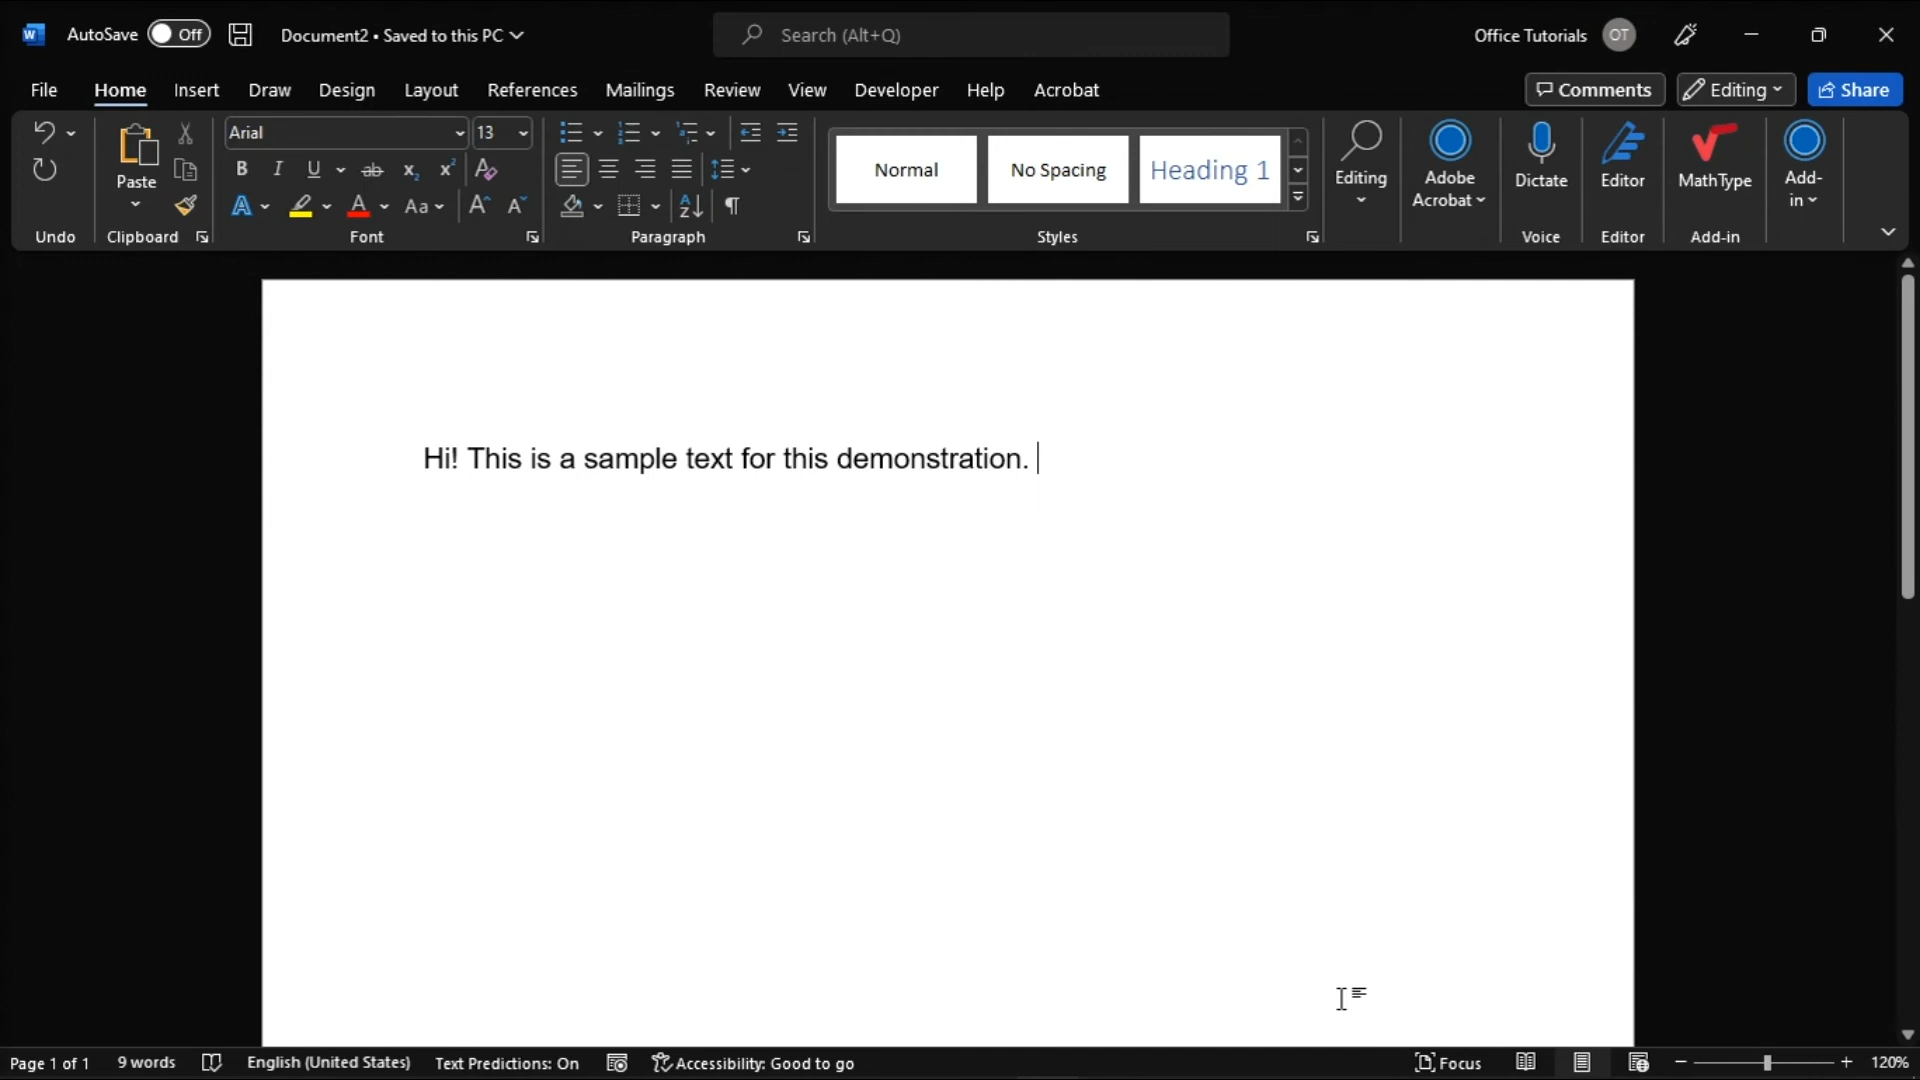 AutoSave Off Document2 • Saved to this PC Search (Alt+Q) Office Tutorials OT
File Home Insert Draw Design Layout References Mailings Review View Developer Help Acrobat Comments Editing Share
Arial 13
Paste
B I U ab x₂ x² A
A A Aa A A
Normal No Spacing Heading 1
Editing
Adobe
Acrobat
Dictate
Editor
MathType
Add-
in
Undo Clipboard Font Paragraph Styles Voice Editor Add-in
Hi! This is a sample text for this demonstration.
Page 1 of 1 9 words English (United States) Text Predictions: On Accessibility: Good to go Focus 120%